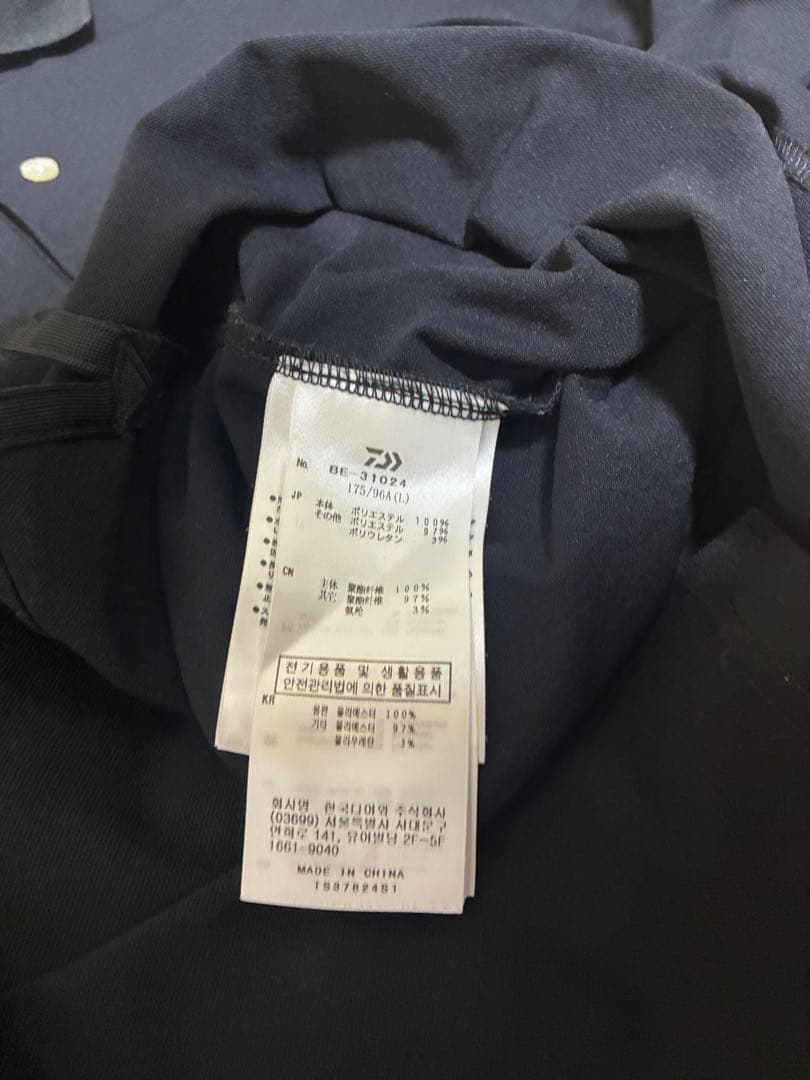 No. BE-31024
175/96A(L)
JP 本体 ポリエステル 100%
その他 ポリエステル 97%
ポリウレタン 3%
CN 主体 聚酯纤维 100%
其它 聚酯纤维 97%
氨纶 3%
전기용품 및 생활용품
안전관리법에 의한 품질표시
KR 몸판 폴리에스터 100%
기타 폴리에스터 97%
폴리우레탄 3%
회사명 한국다이와 주식회사
(03699) 서울특별시 서대문구
연희로 141, 유어빌딩 2F-5F
1661-9040
MADE IN CHINA